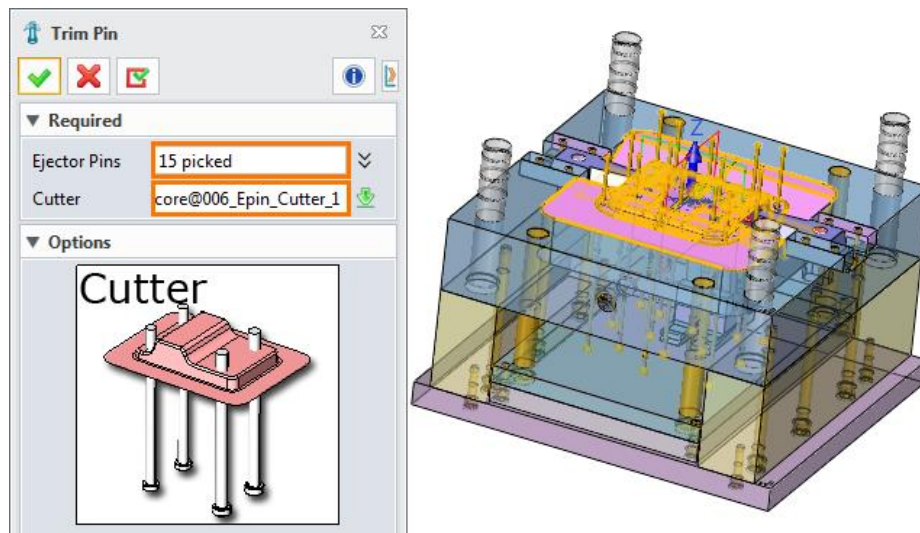 Trim Pin
Required
Ejector Pins 15 picked
Cutter core@006_Epin_Cutter_1
Options
Cutter
Z